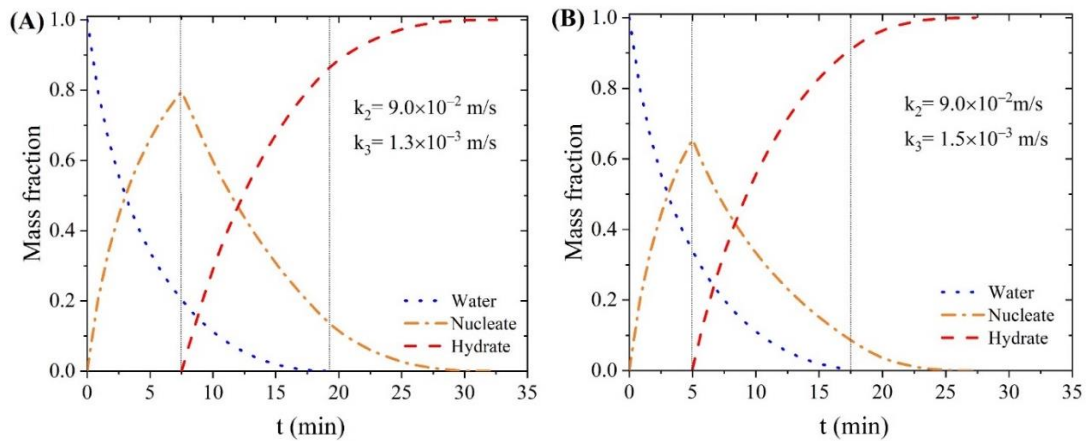 (A)
1.0
0.8
0.6
0.4
0.2
0.0
Mass fraction
k₂= 9.0×10⁻² m/s
k₃= 1.3×10⁻³ m/s
Water
Nucleate
Hydrate
0 5 10 15 20 25 30 35
t (min)
(B)
1.0
0.8
0.6
0.4
0.2
0.0
Mass fraction
k₂= 9.0×10⁻²m/s
k₃= 1.5×10⁻³ m/s
Water
Nucleate
Hydrate
0 5 10 15 20 25 30 35
t (min)